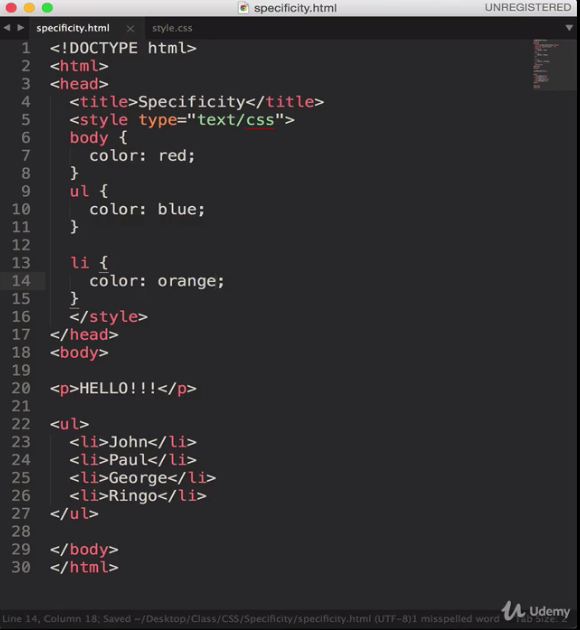 specificity.html
UNREGISTERED
specificity.html × style.css
1 <!DOCTYPE html>
2 <html>
3 <head>
4 <title>Specificity</title>
5 <style type="text/css">
6 body {
7 color: red;
8 }
9 ul {
10 color: blue;
11 }
12
13 li {
14 color: orange;
15 }
16 </style>
17 </head>
18 <body>
19
20 <p>HELLO!!!</p>
21
22 <ul>
23 <li>John</li>
24 <li>Paul</li>
25 <li>George</li>
26 <li>Ringo</li>
27 </ul>
28
29 </body>
30 </html>
Udemy
Line 14, Column 18; Saved ~/Desktop/Class/CSS/Specificity/specificity.html (UTF-8)1 misspelled word Tab Size: 2